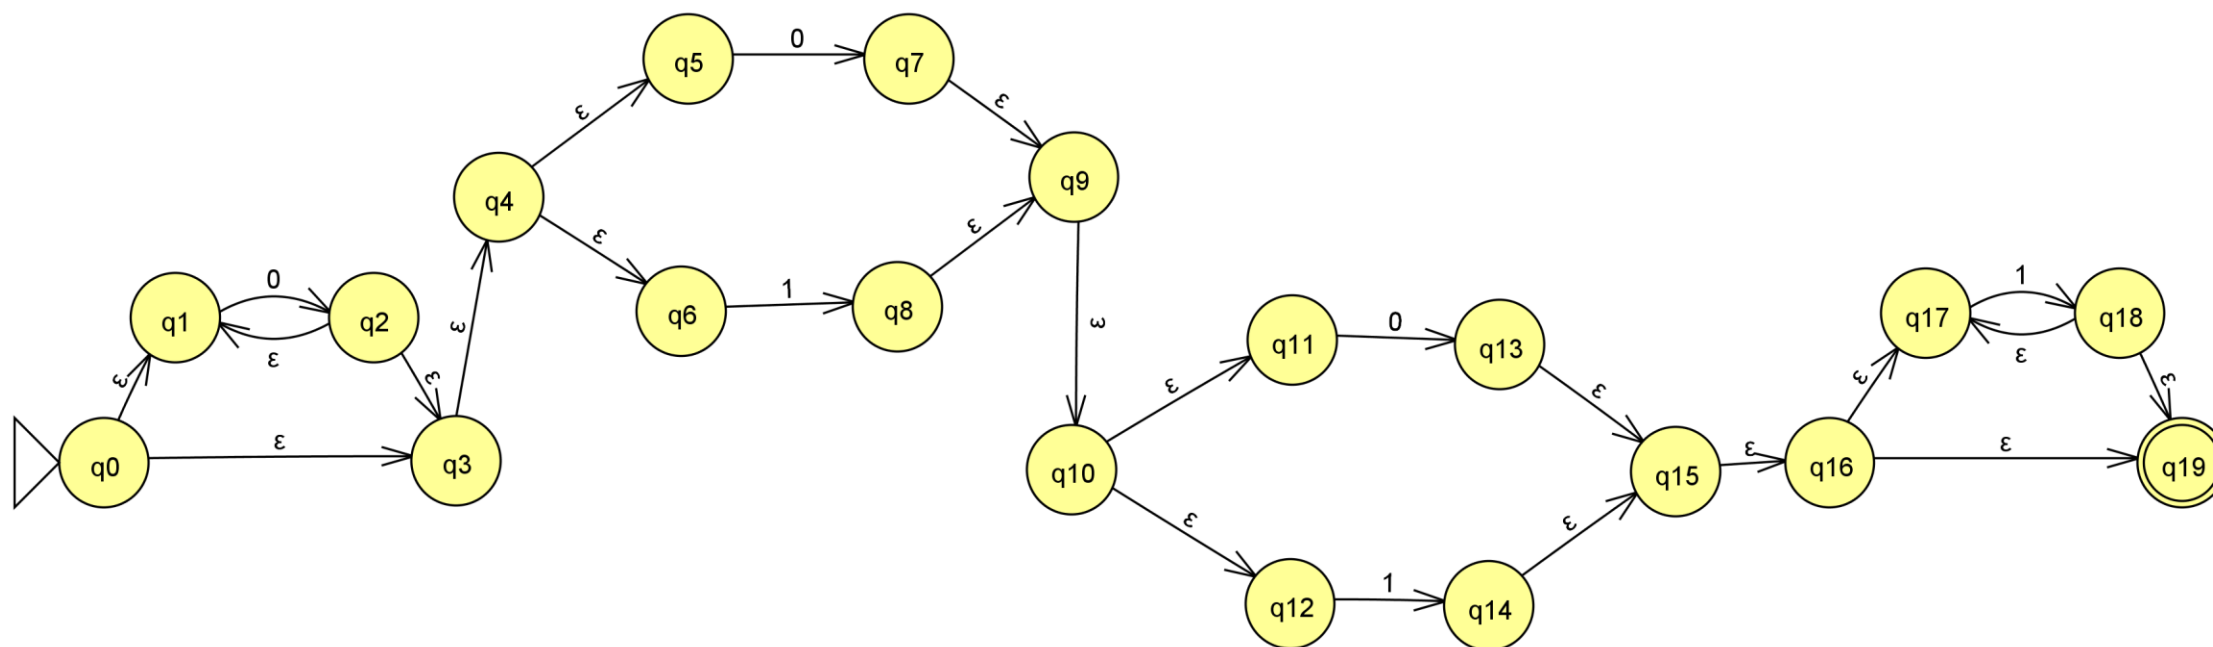 q5 0 q7
ε ε
q4 q9
ε ε
q6 1 q8
ε ε
q1 0 q2
ε
ε ε
q0 ε q3
q10
ε ε
q11 0 q13
ε ε
q12 1 q14
q15 ε q16
ε
q17 1 q18
ε
ε
ε q19